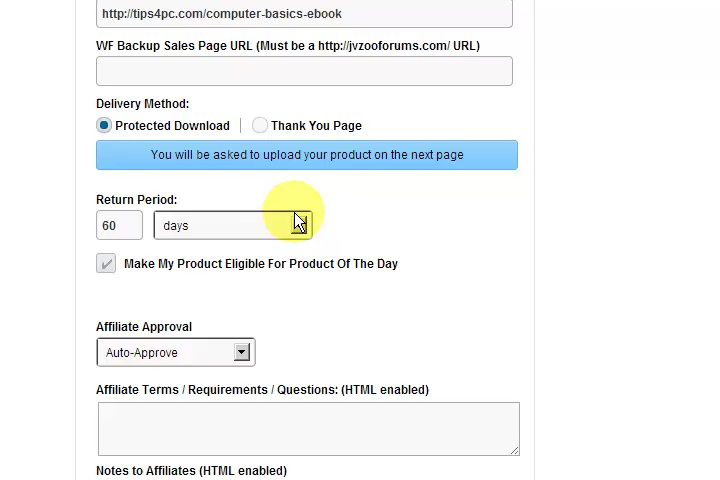 http://tips4pc.com/computer-basics-ebook
WF Backup Sales Page URL (Must be a http://jvzooforums.com/ URL)
Delivery Method:
Protected Download | Thank You Page
You will be asked to upload your product on the next page
Return Period:
60 days
Make My Product Eligible For Product Of The Day
Affiliate Approval
Auto-Approve
Affiliate Terms / Requirements / Questions: (HTML enabled)
Notes to Affiliates (HTML enabled)